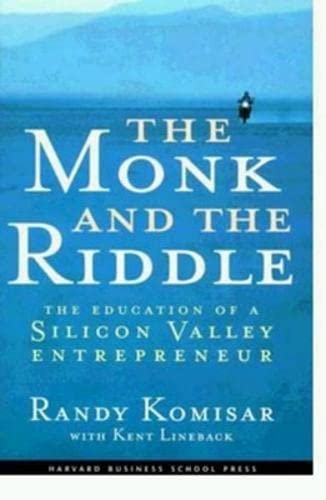 THE
MONK
AND THE
RIDDLE
THE EDUCATION OF A
SILICON VALLEY
ENTREPRENEUR
RANDY KOMISAR
WITH KENT LINEBACK
HARVARD BUSINESS SCHOOL PRESS